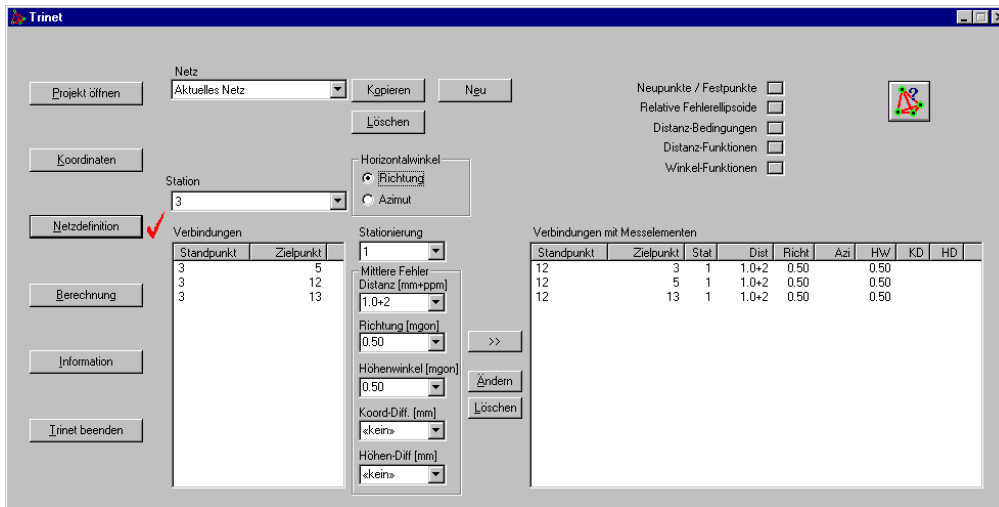 Trinet
Netz
Projekt öffnen
Aktuelles Netz
Kopieren
Neu
Löschen
Neupunkte / Festpunkte
Relative Fehlerellipsoide
Distanz-Bedingungen
Distanz-Funktionen
Winkel-Funktionen
?
Koordinaten
Horizontalwinkel
Richtung
Azimut
Station
3
Netzdefinition
Verbindungen
Standpunkt Zielpunkt
3 5
3 12
3 13
Stationierung
1
Mittlere Fehler
Distanz [mm+ppm]
1.0+2
Richtung [mgon]
0.50
Höhenwinkel [mgon]
0.50
Koord-Diff. [mm]
«kein»
Höhen-Diff [mm]
«kein»
>>
Ändern
Löschen
Verbindungen mit Messelementen
Standpunkt Zielpunkt Stat Dist Richt Azi HW KD HD
12 3 1 1.0+2 0.50 0.50
12 5 1 1.0+2 0.50 0.50
12 13 1 1.0+2 0.50 0.50
Berechnung
Information
Trinet beenden